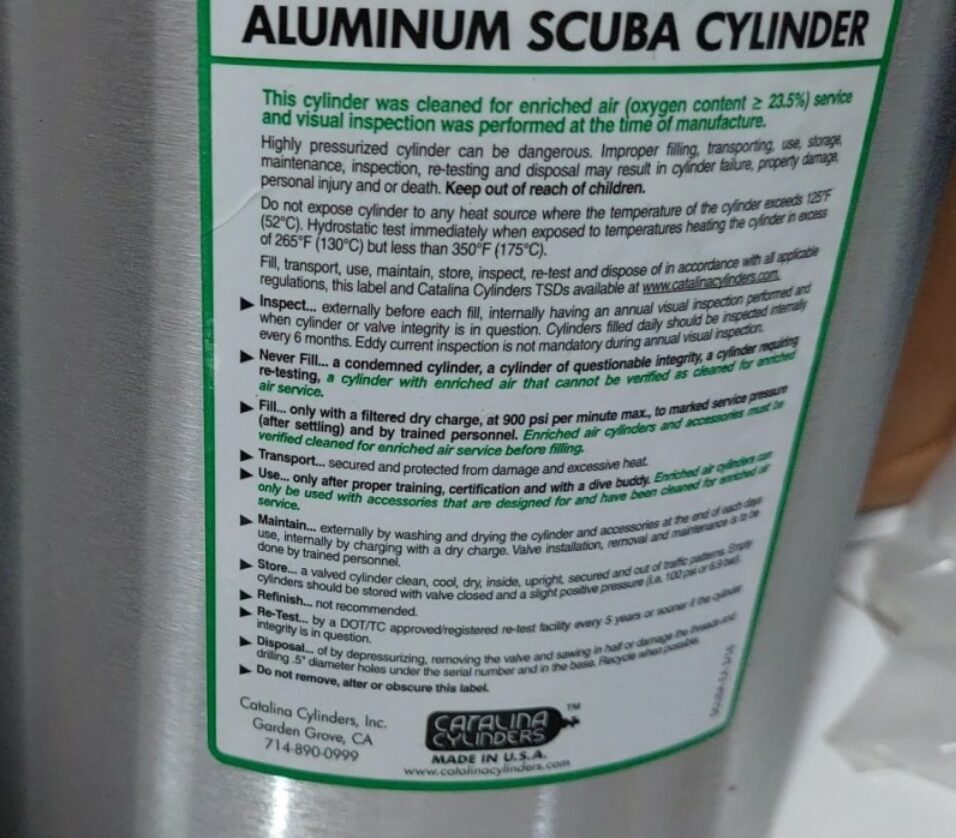 ALUMINUM SCUBA CYLINDER
This cylinder was cleaned for enriched air (oxygen content ≥ 23.5%) service
and visual inspection was performed at the time of manufacture.
Highly pressurized cylinder can be dangerous. Improper filling, transporting, use, storage,
maintenance, inspection, re-testing and disposal may result in cylinder failure, property damage,
personal injury and or death. Keep out of reach of children.
Do not expose cylinder to any heat source where the temperature of the cylinder exceeds 125°F
(52°C). Hydrostatic test immediately when exposed to temperatures heating the cylinder in excess
of 265°F (130°C) but less than 350°F (175°C).
Fill, transport, use, maintain, store, inspect, re-test and dispose of in accordance with all applicable
regulations, this label and Catalina Cylinders TSDs available at www.catalinacylinders.com.
▶ Inspect... externally before each fill, internally having an annual visual inspection performed and
when cylinder or valve integrity is in question. Cylinders filled daily should be inspected internally
every 6 months. Eddy current inspection is not mandatory during annual visual inspection.
▶ Never Fill... a condemned cylinder, a cylinder of questionable integrity, a cylinder requiring
re-testing, a cylinder with enriched air that cannot be verified as cleaned for enriched
air service.
▶ Fill... only with a filtered dry charge, at 900 psi per minute max., to marked service pressure
(after settling) and by trained personnel. Enriched air cylinders and accessories must be
verified cleaned for enriched air service before filling.
▶ Transport... secured and protected from damage and excessive heat.
▶ Use... only after proper training, certification and with a dive buddy. Enriched air cylinders can
only be used with accessories that are designed for and have been cleaned for enriched air
service.
▶ Maintain... externally by washing and drying the cylinder and accessories at the end of each days
use, internally by charging with a dry charge. Valve installation, removal and maintenance is to be
done by trained personnel.
▶ Store... a valved cylinder clean, cool, dry, inside, upright, secured and out of traffic patterns. Empty
cylinders should be stored with valve closed and a slight positive pressure (i.e. 100 psi or 6.9 bar).
▶ Refinish... not recommended.
▶ Re-Test... by a DOT/TC approved/registered re-test facility every 5 years or sooner if the cylinder
integrity is in question.
▶ Disposal... of by depressurizing, removing the valve and sawing in half or damage the threads and
drilling .5" diameter holes under the serial number and in the base. Recycle when possible.
▶ Do not remove, alter or obscure this label.
Catalina Cylinders, Inc.
Garden Grove, CA
714-890-0999
CATALINA ™
CYLINDERS
MADE IN U.S.A.
www.catalinacylinders.com